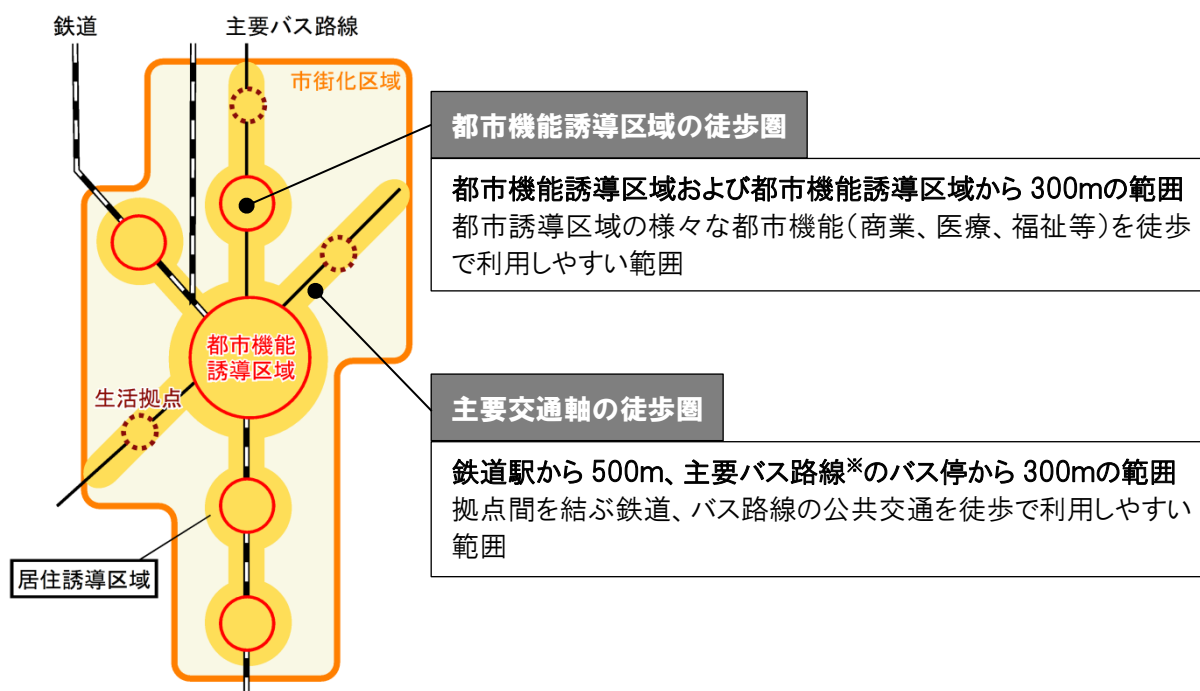 鉄道
主要バス路線
市街化区域
都市機能誘導区域の徒歩圏
都市機能誘導区域および都市機能誘導区域から 300mの範囲
都市誘導区域の様々な都市機能(商業、医療、福祉等)を徒歩
で利用しやすい範囲
都市機能
誘導区域
生活拠点
主要交通軸の徒歩圏
鉄道駅から 500m、主要バス路線※のバス停から 300mの範囲
拠点間を結ぶ鉄道、バス路線の公共交通を徒歩で利用しやすい
範囲
居住誘導区域